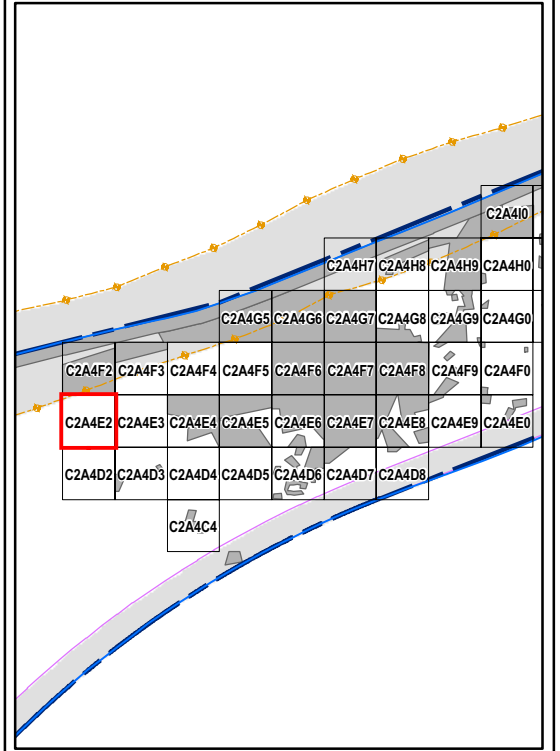 C2A4I0
C2A4H7 C2A4H8 C2A4H9 C2A4H0
C2A4G5 C2A4G6 C2A4G7 C2A4G8 C2A4G9 C2A4G0
C2A4F2 C2A4F3 C2A4F4 C2A4F5 C2A4F6 C2A4F7 C2A4F8 C2A4F9 C2A4F0
C2A4E2 C2A4E3 C2A4E4 C2A4E5 C2A4E6 C2A4E7 C2A4E8 C2A4E9 C2A4E0
C2A4D2 C2A4D3 C2A4D4 C2A4D5 C2A4D6 C2A4D7 C2A4D8
C2A4C4